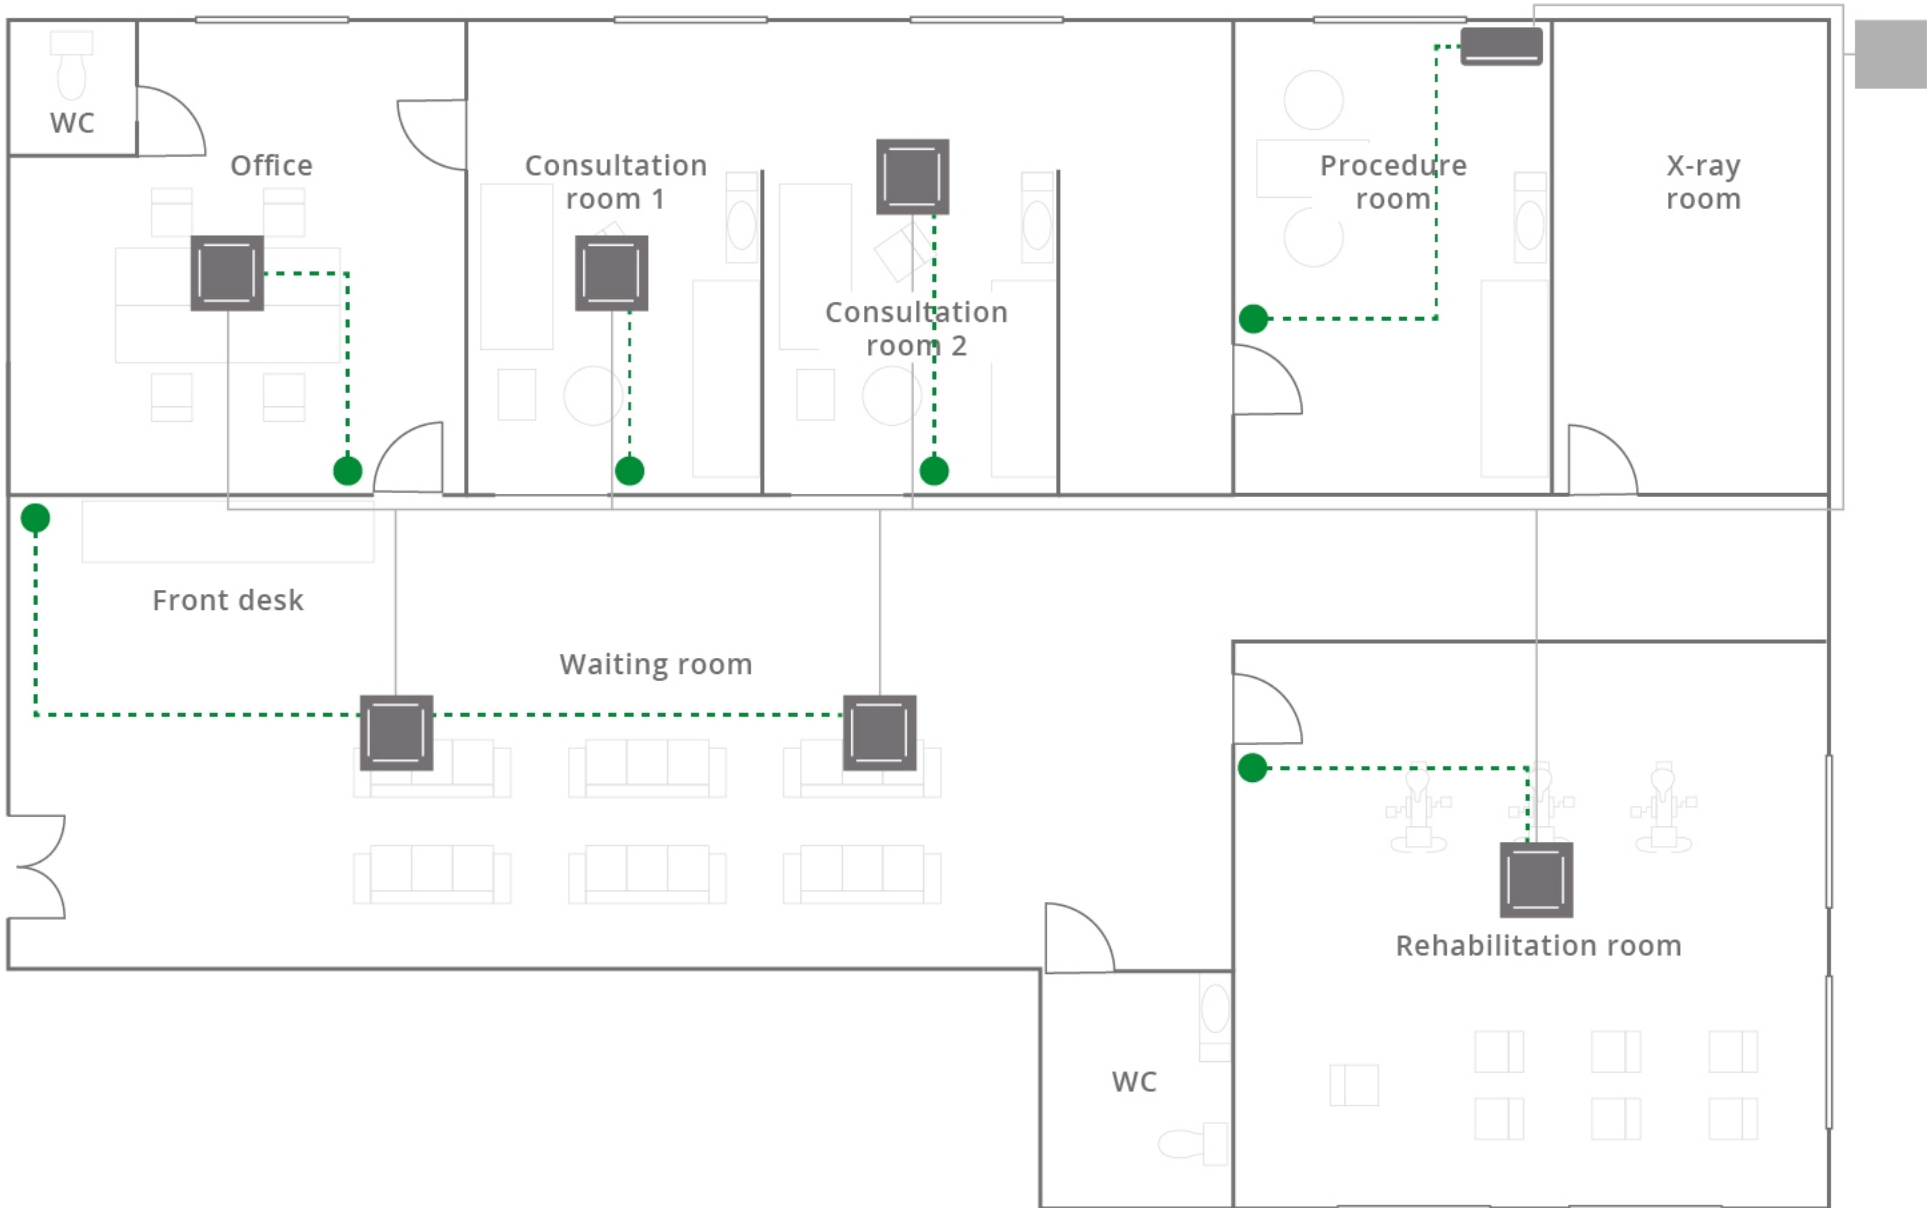 WC
Office
Consultation
room 1
Consultation
room 2
Procedure
room
X-ray
room
Front desk
Waiting room
Rehabilitation room
WC